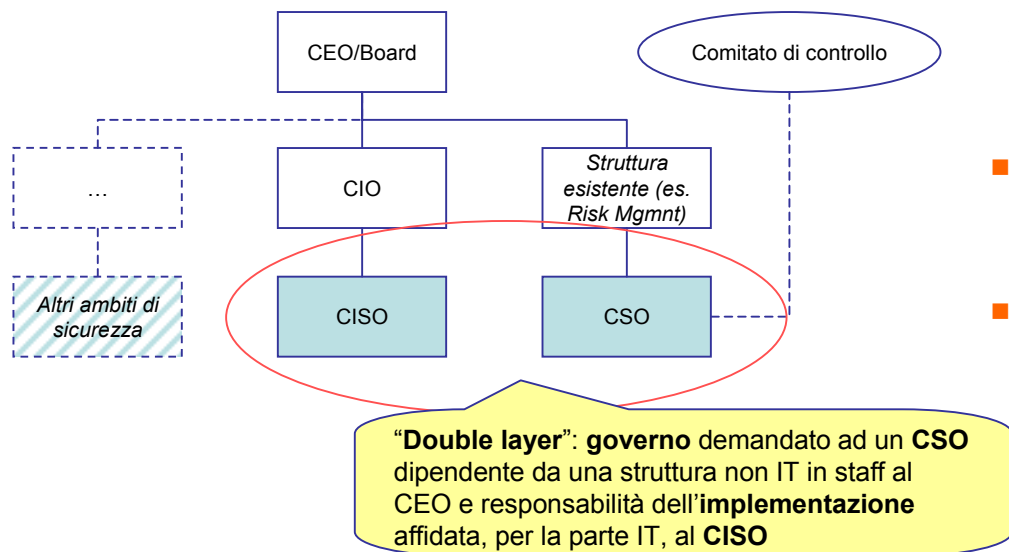 CEO/Board
Comitato di controllo
…
CIO
Struttura
esistente (es.
Risk Mgmnt)
Altri ambiti di
sicurezza
CISO
CSO
“Double layer”: governo demandato ad un CSO
dipendente da una struttura non IT in staff al
CEO e responsabilità dell’implementazione
affidata, per la parte IT, al CISO